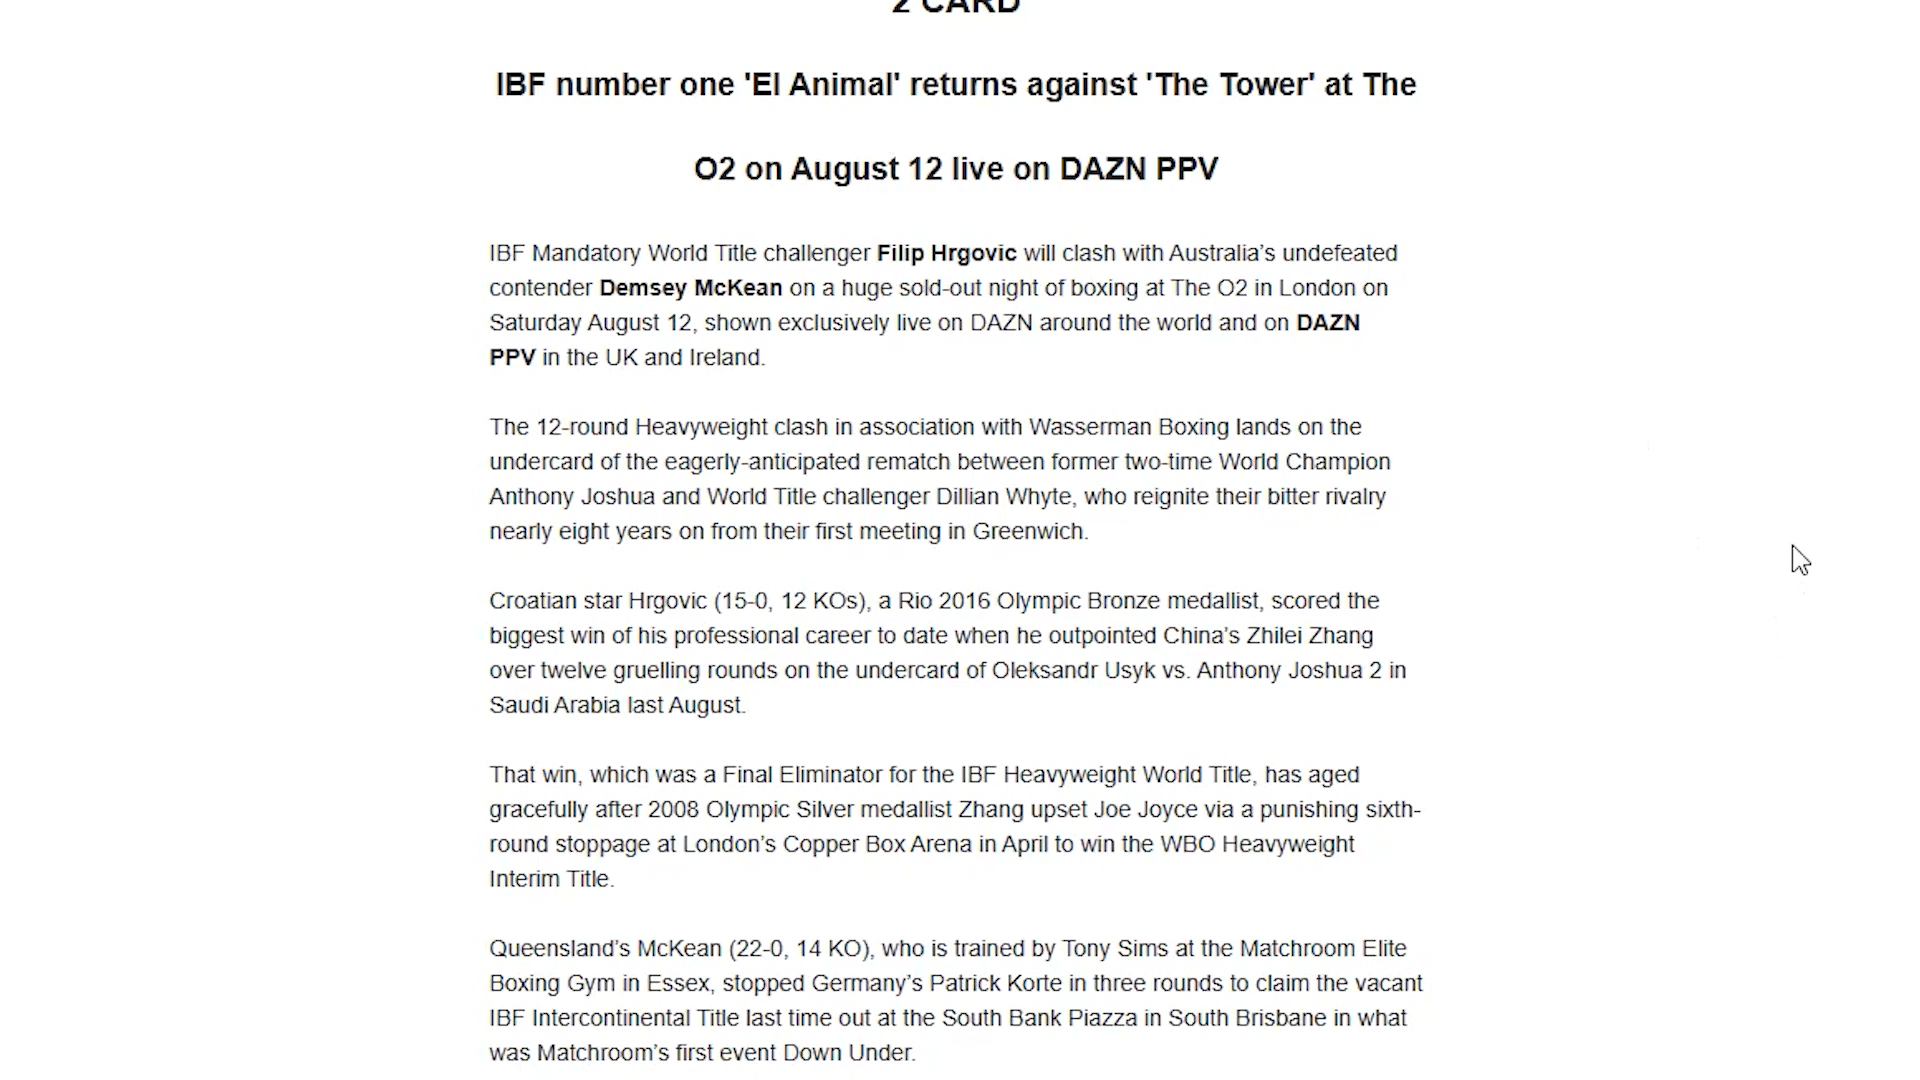 2 CARD
IBF number one 'El Animal' returns against 'The Tower' at The
O2 on August 12 live on DAZN PPV
IBF Mandatory World Title challenger Filip Hrgovic will clash with Australia’s undefeated
contender Demsey McKean on a huge sold-out night of boxing at The O2 in London on
Saturday August 12, shown exclusively live on DAZN around the world and on DAZN
PPV in the UK and Ireland.
The 12-round Heavyweight clash in association with Wasserman Boxing lands on the
undercard of the eagerly-anticipated rematch between former two-time World Champion
Anthony Joshua and World Title challenger Dillian Whyte, who reignite their bitter rivalry
nearly eight years on from their first meeting in Greenwich.
Croatian star Hrgovic (15-0, 12 KOs), a Rio 2016 Olympic Bronze medallist, scored the
biggest win of his professional career to date when he outpointed China’s Zhilei Zhang
over twelve gruelling rounds on the undercard of Oleksandr Usyk vs. Anthony Joshua 2 in
Saudi Arabia last August.
That win, which was a Final Eliminator for the IBF Heavyweight World Title, has aged
gracefully after 2008 Olympic Silver medallist Zhang upset Joe Joyce via a punishing sixth-
round stoppage at London’s Copper Box Arena in April to win the WBO Heavyweight
Interim Title.
Queensland’s McKean (22-0, 14 KO), who is trained by Tony Sims at the Matchroom Elite
Boxing Gym in Essex, stopped Germany’s Patrick Korte in three rounds to claim the vacant
IBF Intercontinental Title last time out at the South Bank Piazza in South Brisbane in what
was Matchroom’s first event Down Under.